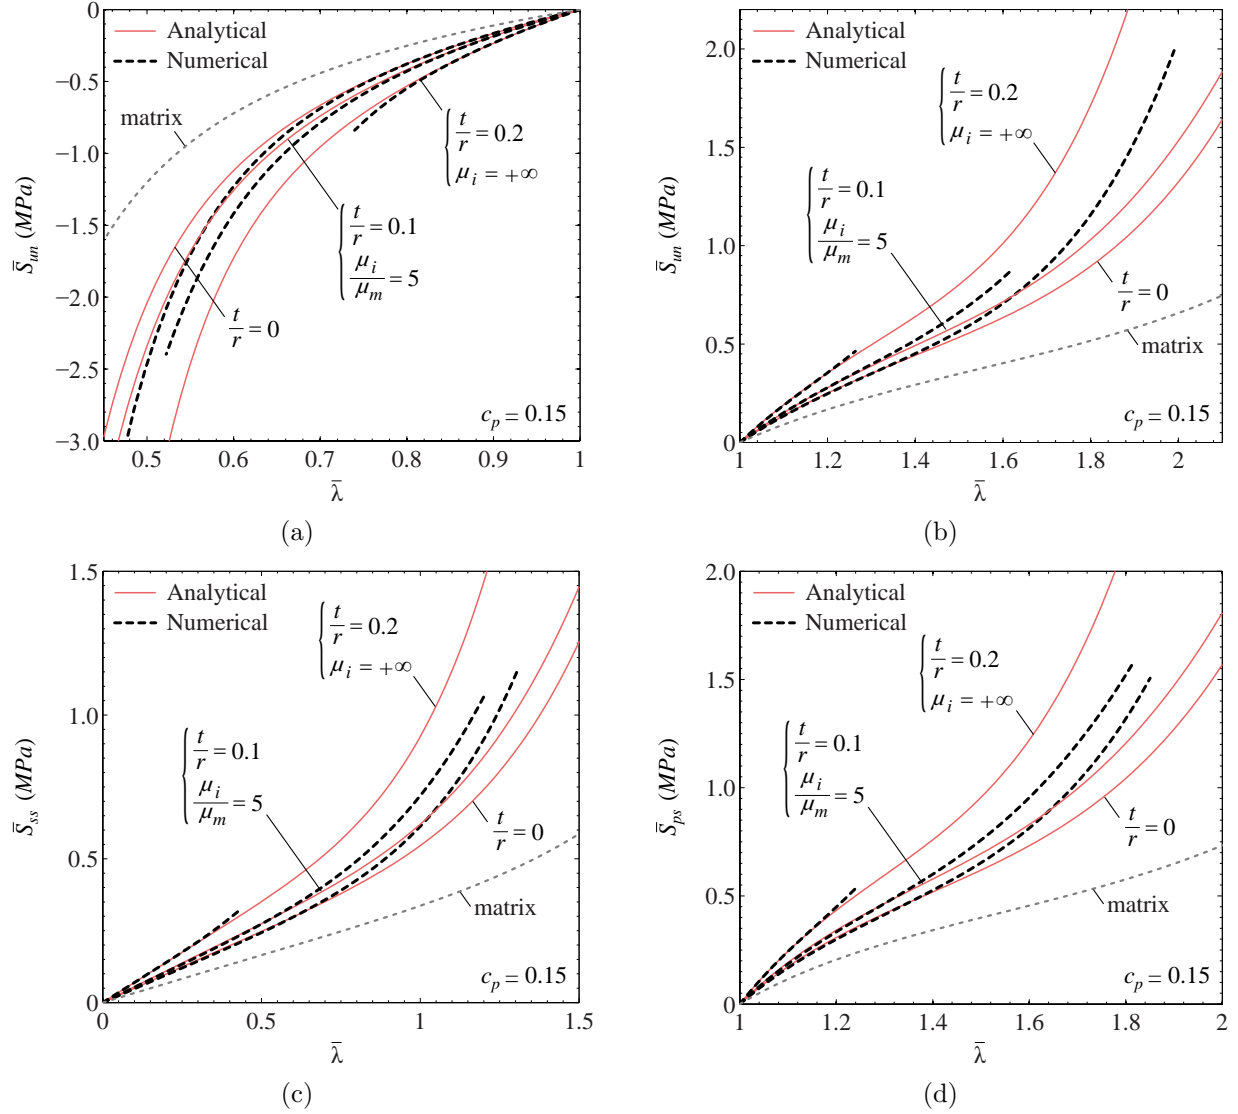 Analytical
Numerical
matrix
t/r = 0.2
μ_i = +∞
t/r = 0.1
μ_i/μ_m = 5
t/r = 0
c_p = 0.15
0
−0.5
−1.0
−1.5
−2.0
−2.5
−3.0
0.5 0.6 0.7 0.8 0.9 1
S̄_un (MPa)
λ̄
(a)
Analytical
Numerical
t/r = 0.2
μ_i = +∞
t/r = 0.1
μ_i/μ_m = 5
t/r = 0
matrix
c_p = 0.15
2.0
1.5
1.0
0.5
0
1 1.2 1.4 1.6 1.8 2
S̄_un (MPa)
λ̄
(b)
Analytical
Numerical
t/r = 0.2
μ_i = +∞
t/r = 0.1
μ_i/μ_m = 5
t/r = 0
matrix
c_p = 0.15
1.5
1.0
0.5
0
0 0.5 1 1.5
S̄_ss (MPa)
λ̄
(c)
Analytical
Numerical
t/r = 0.2
μ_i = +∞
t/r = 0.1
μ_i/μ_m = 5
t/r = 0
matrix
c_p = 0.15
2.0
1.5
1.0
0.5
0
1 1.2 1.4 1.6 1.8 2
S̄_ps (MPa)
λ̄
(d)